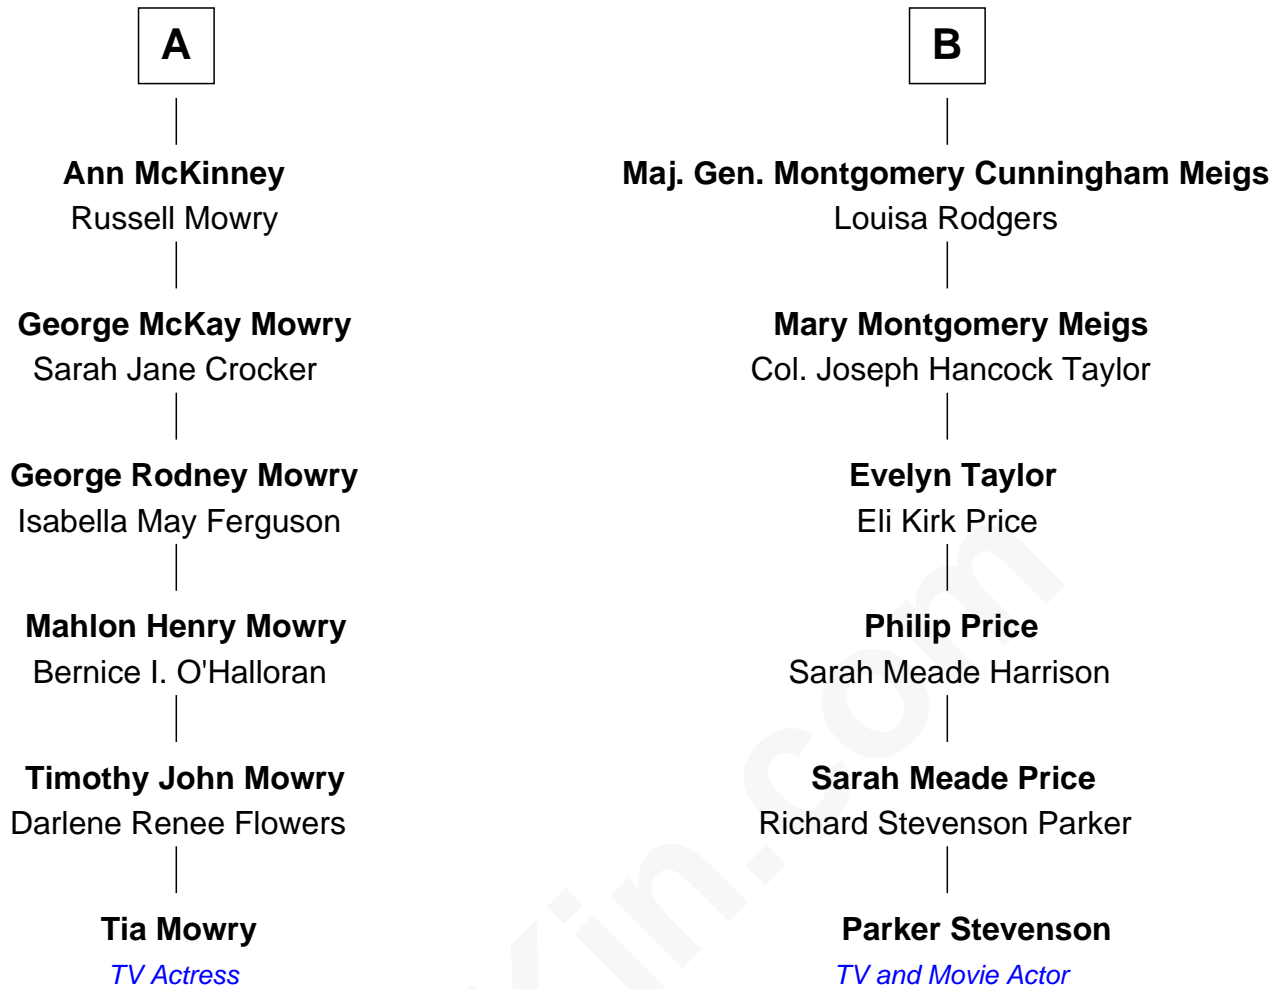 A
Ann McKinney
Russell Mowry
George McKay Mowry
Sarah Jane Crocker
George Rodney Mowry
Isabella May Ferguson
Mahlon Henry Mowry
Bernice I. O'Halloran
Timothy John Mowry
Darlene Renee Flowers
Tia Mowry
TV Actress
B
Maj. Gen. Montgomery Cunningham Meigs
Louisa Rodgers
Mary Montgomery Meigs
Col. Joseph Hancock Taylor
Evelyn Taylor
Eli Kirk Price
Philip Price
Sarah Meade Harrison
Sarah Meade Price
Richard Stevenson Parker
Parker Stevenson
TV and Movie Actor
Kin.com